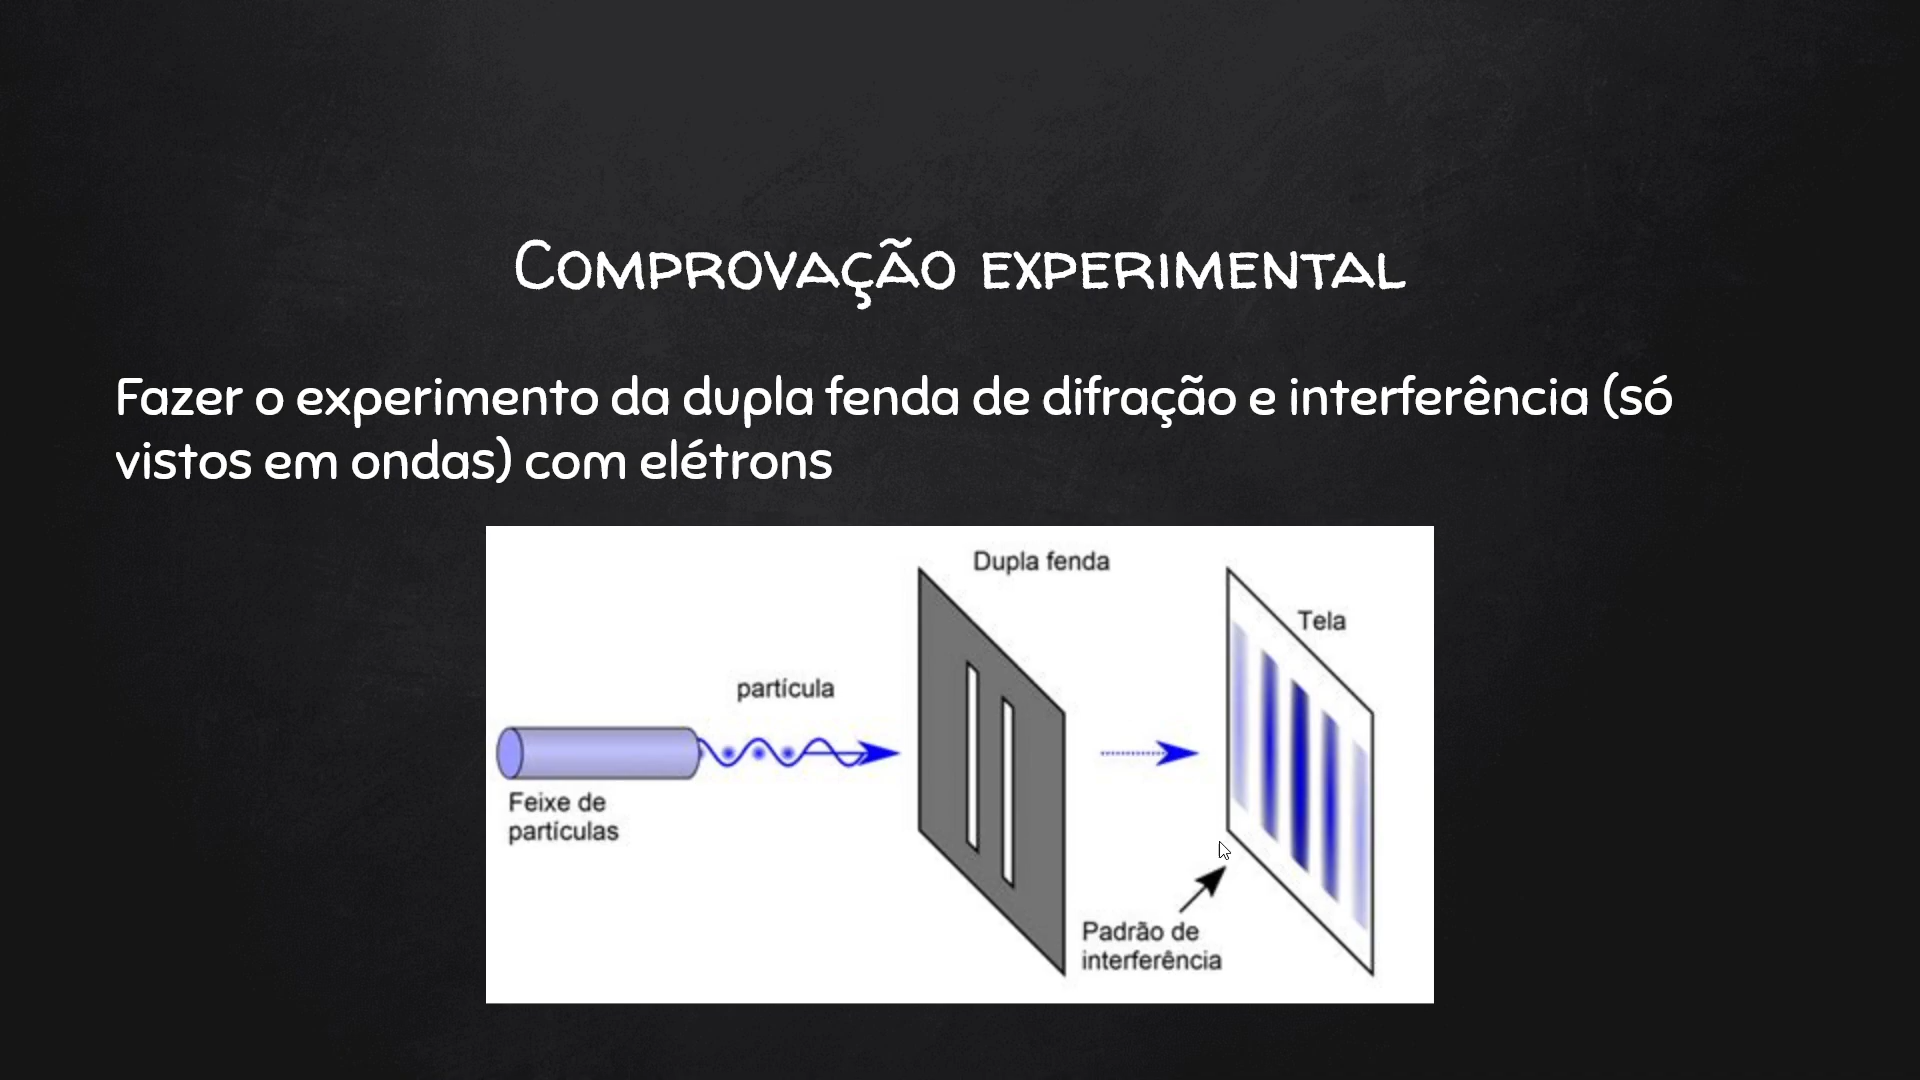 Comprovação experimental
Fazer o experimento da dupla fenda de difração e interferência (só
vistos em ondas) com elétrons
Dupla fenda
Tela
partícula
Feixe de
partículas
Padrão de
interferência